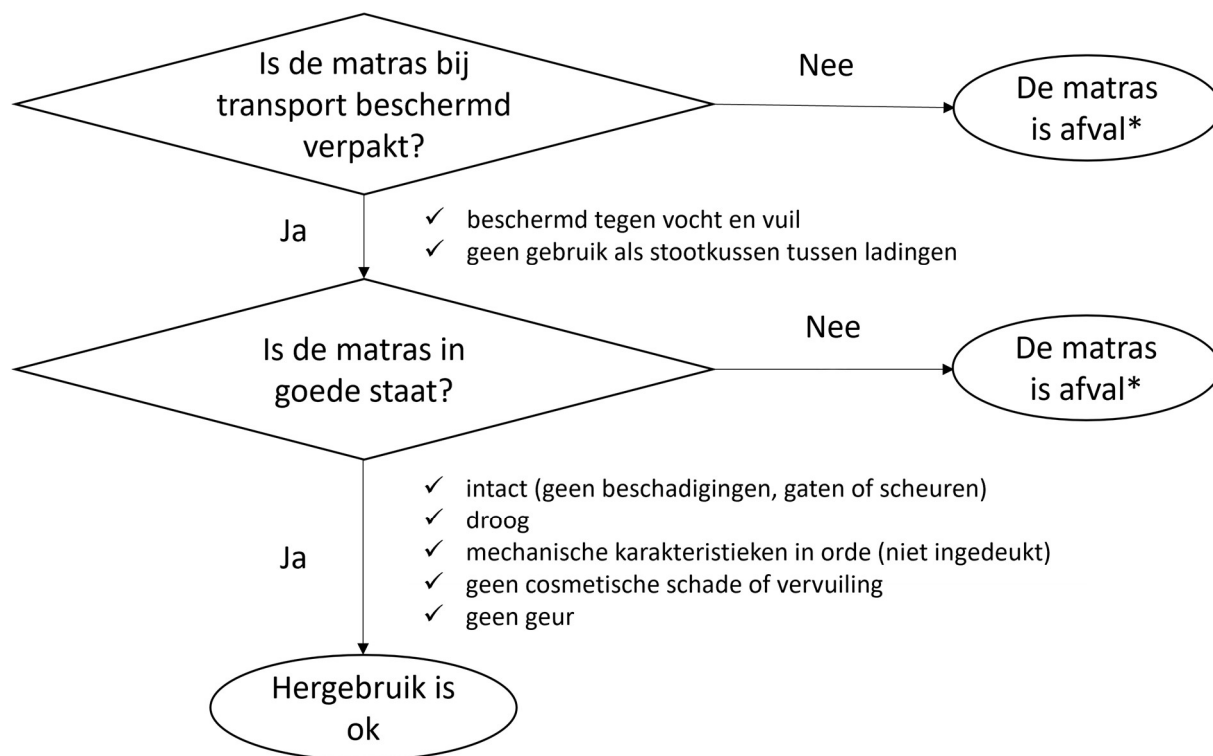 Is de matras bij
transport beschermd
verpakt?
Nee
De matras
is afval*
Ja
✓ beschermd tegen vocht en vuil
✓ geen gebruik als stootkussen tussen ladingen
Is de matras in
goede staat?
Nee
De matras
is afval*
Ja
✓ intact (geen beschadigingen, gaten of scheuren)
✓ droog
✓ mechanische karakteristieken in orde (niet ingedeukt)
✓ geen cosmetische schade of vervuiling
✓ geen geur
Hergebruik is
ok